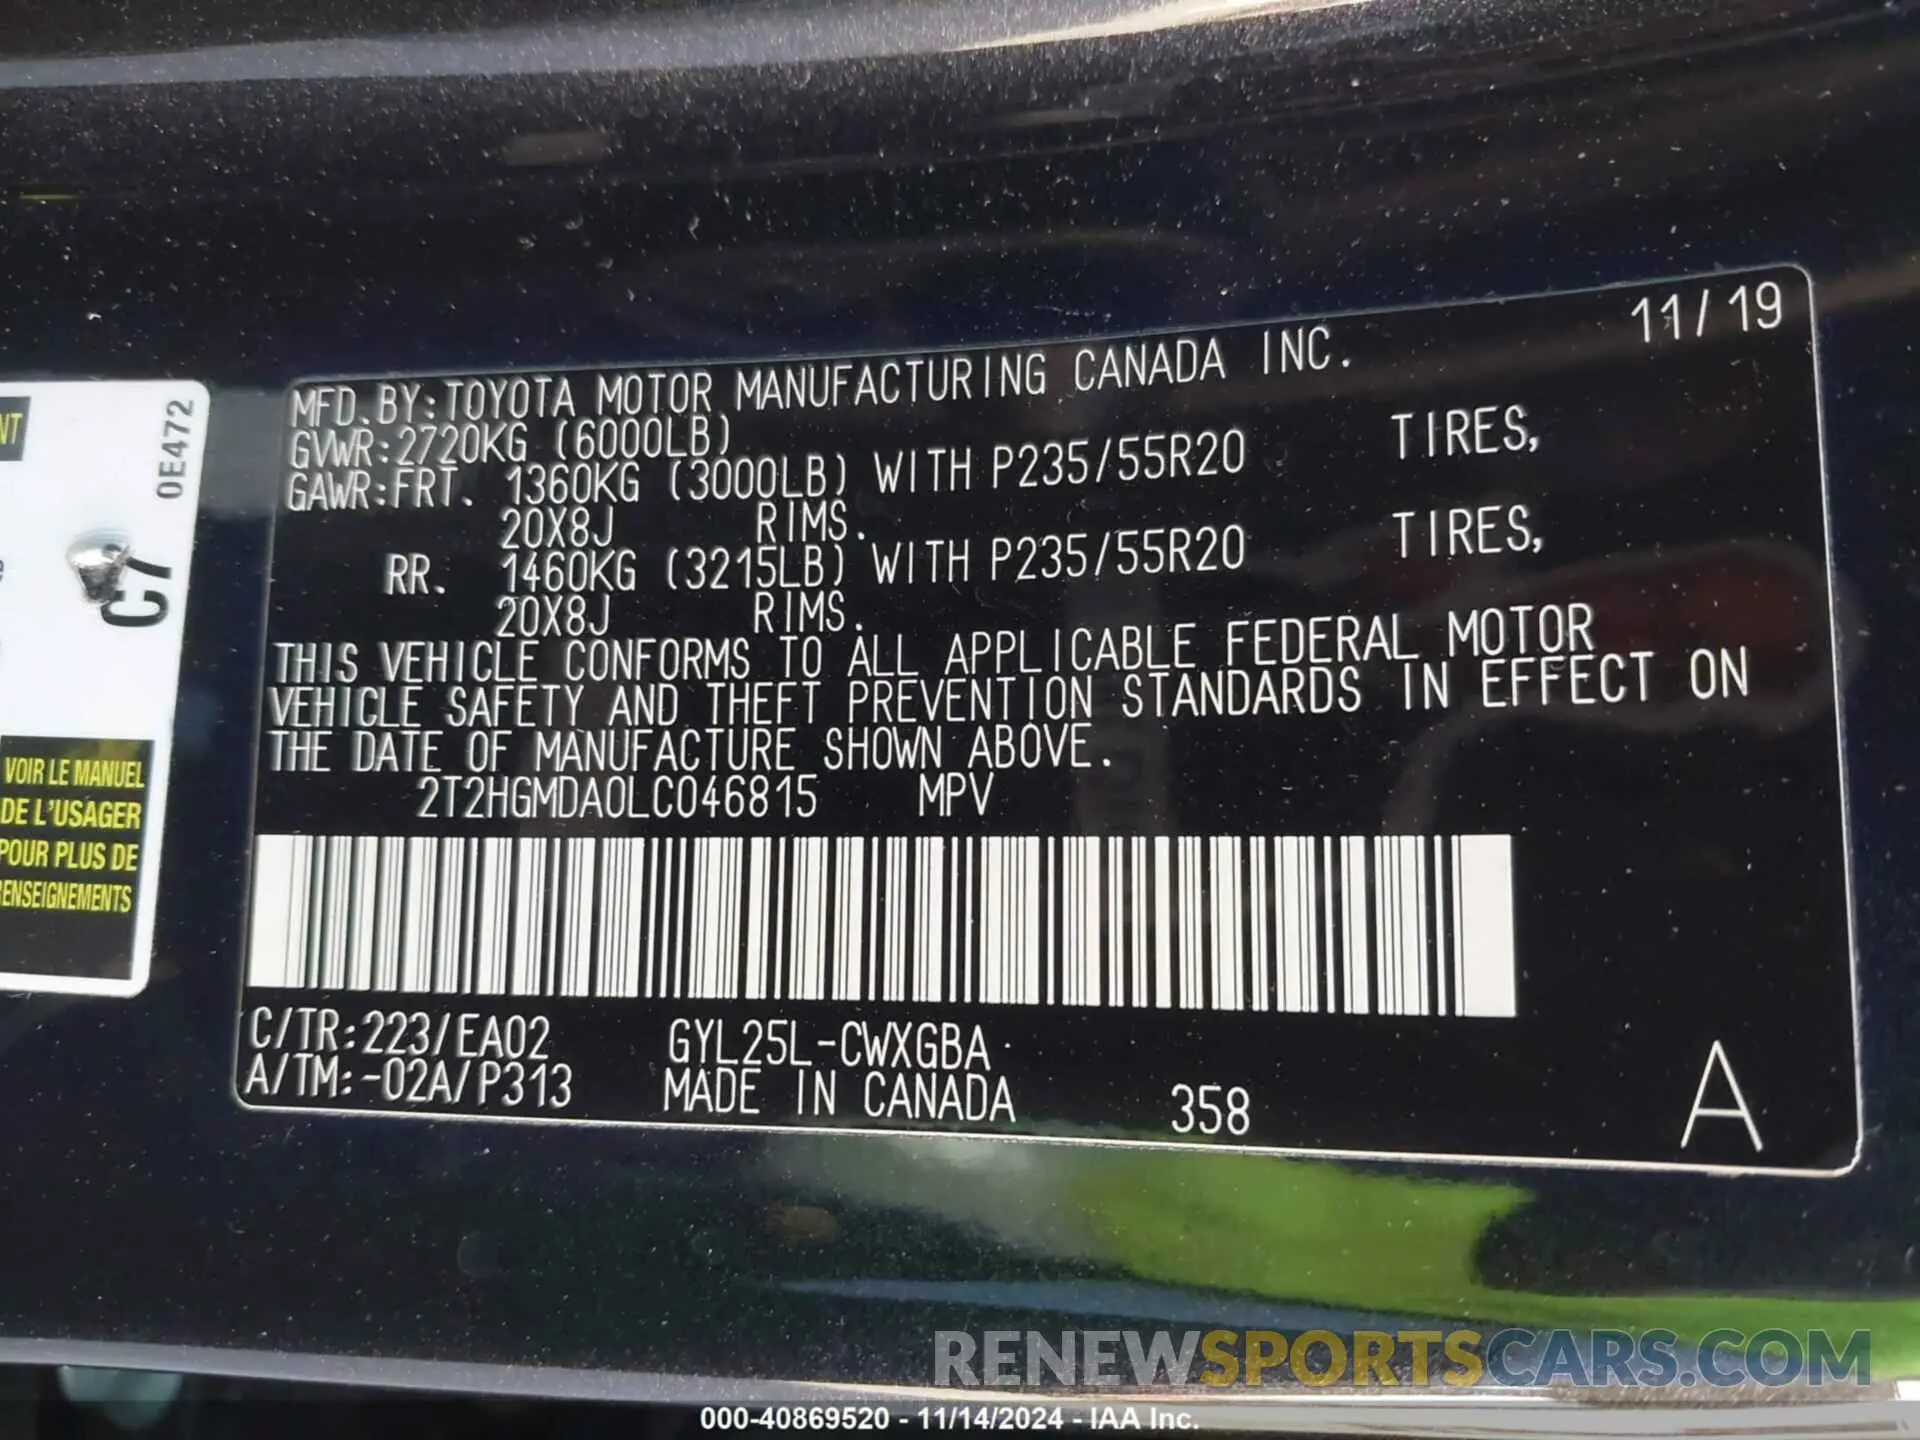 11/19
MFD.BY:TOYOTA MOTOR MANUFACTURING CANADA INC.
GVWR:2720KG (6000LB)
GAWR:FRT. 1360KG (3000LB) WITH P235/55R20 TIRES,
20X8J RIMS.
RR. 1460KG (3215LB) WITH P235/55R20 TIRES,
20X8J RIMS.
THIS VEHICLE CONFORMS TO ALL APPLICABLE FEDERAL MOTOR
VEHICLE SAFETY AND THEFT PREVENTION STANDARDS IN EFFECT ON
THE DATE OF MANUFACTURE SHOWN ABOVE.
2T2HGMDA0LC046815 MPV
C/TR:223/EA02 GYL25L-CWXGBA
A/TM:-02A/P313 MADE IN CANADA 358
A
0E472
C7
VOIR LE MANUEL
DE L'USAGER
POUR PLUS DE
RENSEIGNEMENTS
RENEWSPORTSCARS.COM
000-40869520 - 11/14/2024 - IAA Inc.